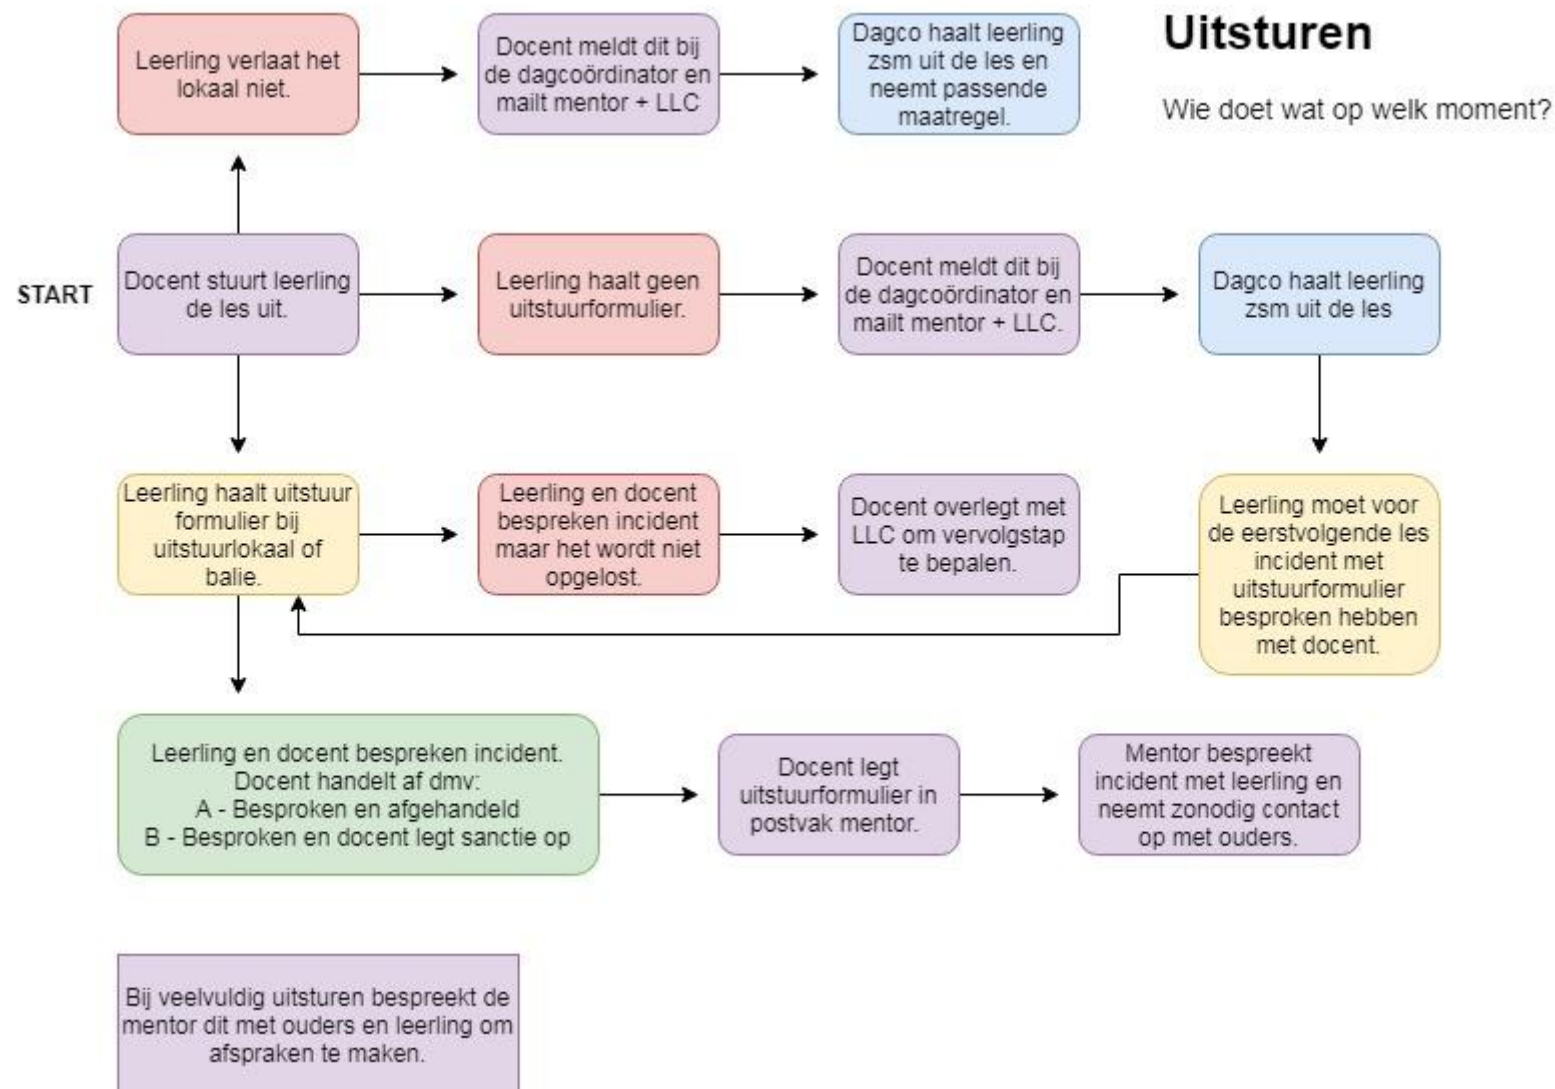 Uitsturen
Wie doet wat op welk moment?
Leerling verlaat het
lokaal niet.
Docent meldt dit bij
de dagcoördinator en
mailt mentor + LLC
Dagco haalt leerling
zsm uit de les en
neemt passende
maatregel.
START
Docent stuurt leerling
de les uit.
Leerling haalt geen
uitstuurformulier.
Docent meldt dit bij
de dagcoördinator en
mailt mentor + LLC.
Dagco haalt leerling
zsm uit de les
Leerling haalt uitstuur
formulier bij
uitstuurlokaal of
balie.
Leerling en docent
bespreken incident
maar het wordt niet
opgelost.
Docent overlegt met
LLC om vervolgstap
te bepalen.
Leerling moet voor
de eerstvolgende les
incident met
uitstuurformulier
besproken hebben
met docent.
Leerling en docent bespreken incident.
Docent handelt af dmv:
A - Besproken en afgehandeld
B - Besproken en docent legt sanctie op
Docent legt
uitstuurformulier in
postvak mentor.
Mentor bespreekt
incident met leerling en
neemt zonodig contact
op met ouders.
Bij veelvuldig uitsturen bespreekt de
mentor dit met ouders en leerling om
afspraken te maken.